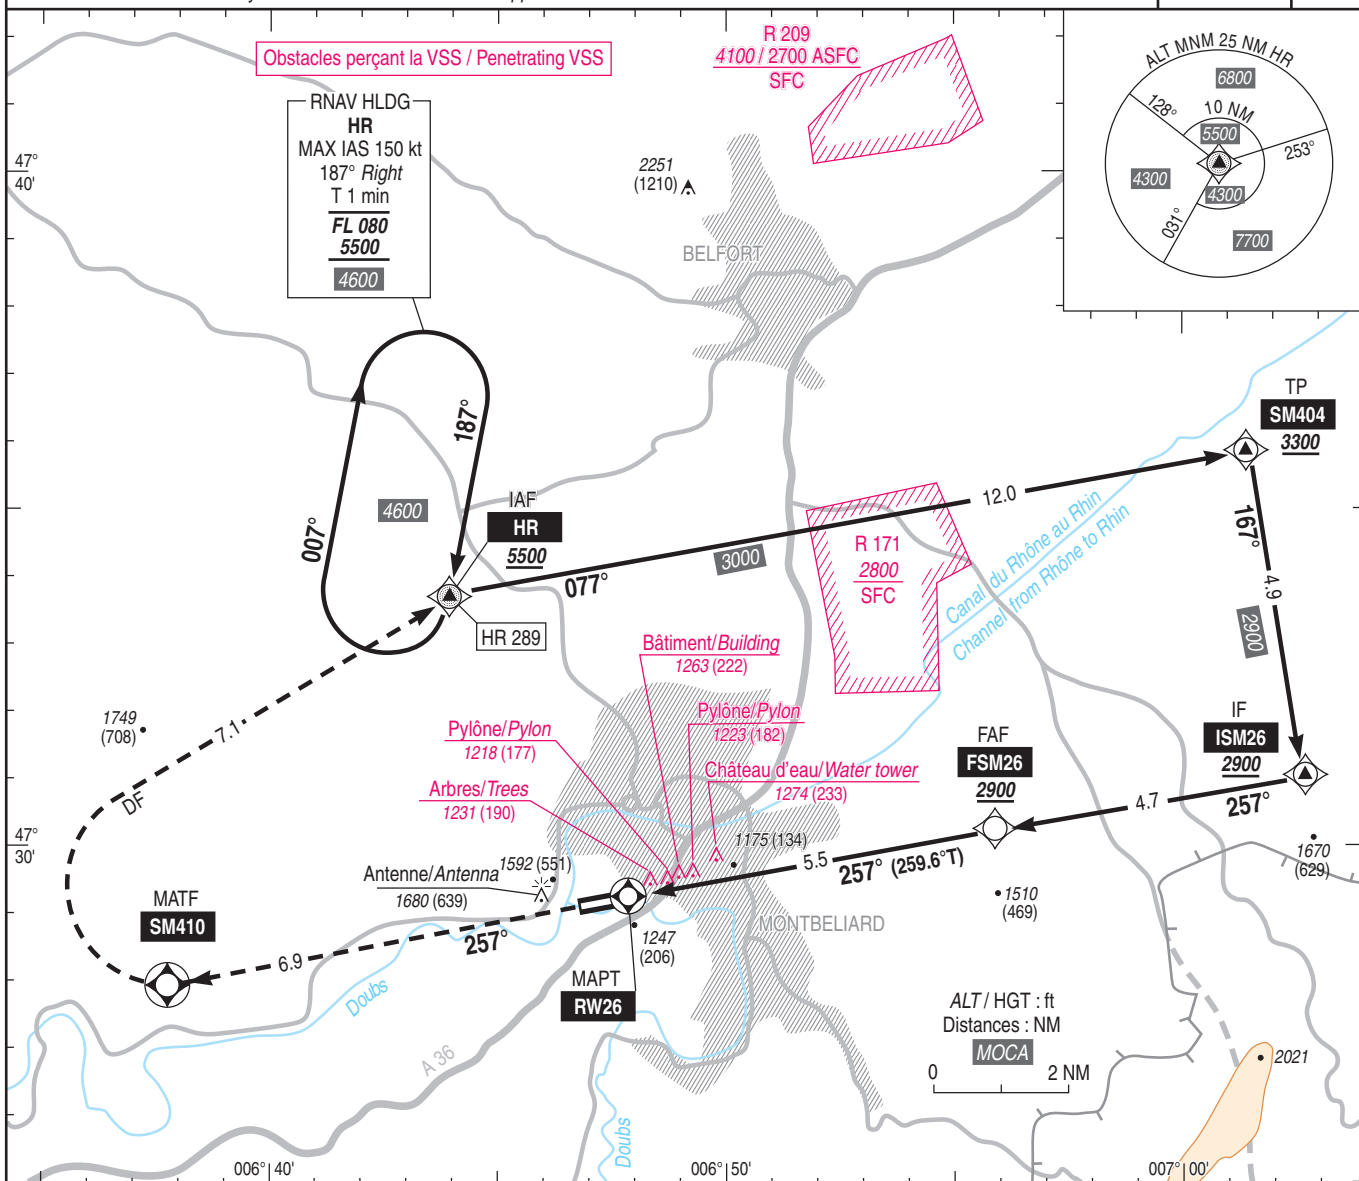 Obstacles perçant la VSS / Penetrating VSS
R 209
4100 / 2700 ASFC
SFC
ALT MNM 25 NM HR
6800
128°
10 NM
5500
253°
4300
4300
031°
7700
RNAV HLDG
HR
MAX IAS 150 kt
187° Right
T 1 min
FL 080
5500
4600
47°
40'
2251
(1210)
BELFORT
TP
SM404
3300
187°
007°
4600
IAF
HR
5500
12.0
3000
077°
R 171
2800
SFC
Canal du Rhône au Rhin
Channel from Rhône to Rhin
167°
4.9
2900
HR 289
Bâtiment/Building
1263 (222)
1749
(708)
7.1
DF
Pylône/Pylon
1218 (177)
Pylône/Pylon
1223 (182)
FAF
FSM26
2900
IF
ISM26
2900
Château d'eau/Water tower
1274 (233)
Arbres/Trees
1231 (190)
4.7
257°
47°
30'
1175 (134)
5.5
257° (259.6°T)
1670
(629)
Antenne/Antenna
1680 (639)
1592 (551)
1510
(469)
MATF
SM410
MONTBELIARD
257°
1247
(206)
6.9
MAPT
RW26
Doubs
ALT / HGT : ft
Distances : NM
MOCA
0
2 NM
A 36
2021
Doubs
006° 40'
006° 50'
007° 00'